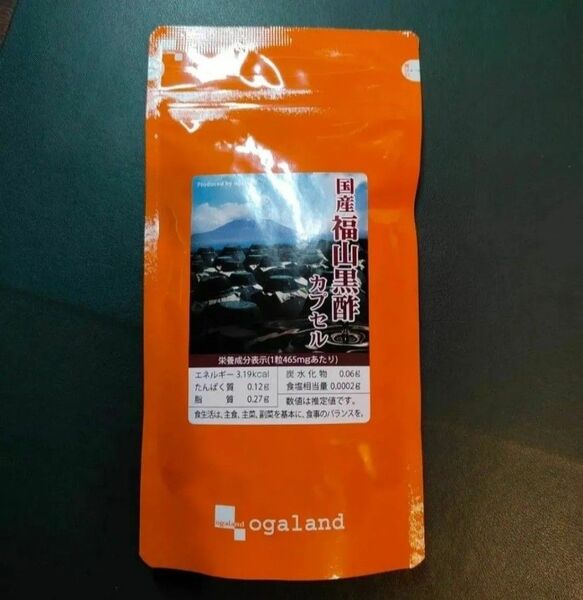 Produced by
国産福山黒酢
カプセル
栄養成分表示(1粒465mgあたり)
エネルギー 3.19kcal
たんぱく質 0.12g
脂質 0.27g
炭水化物 0.06g
食塩相当量 0.0002g
数値は推定値です。
食生活は、主食、主菜、副菜を基本に、食事のバランスを。
ogaland
ogaland